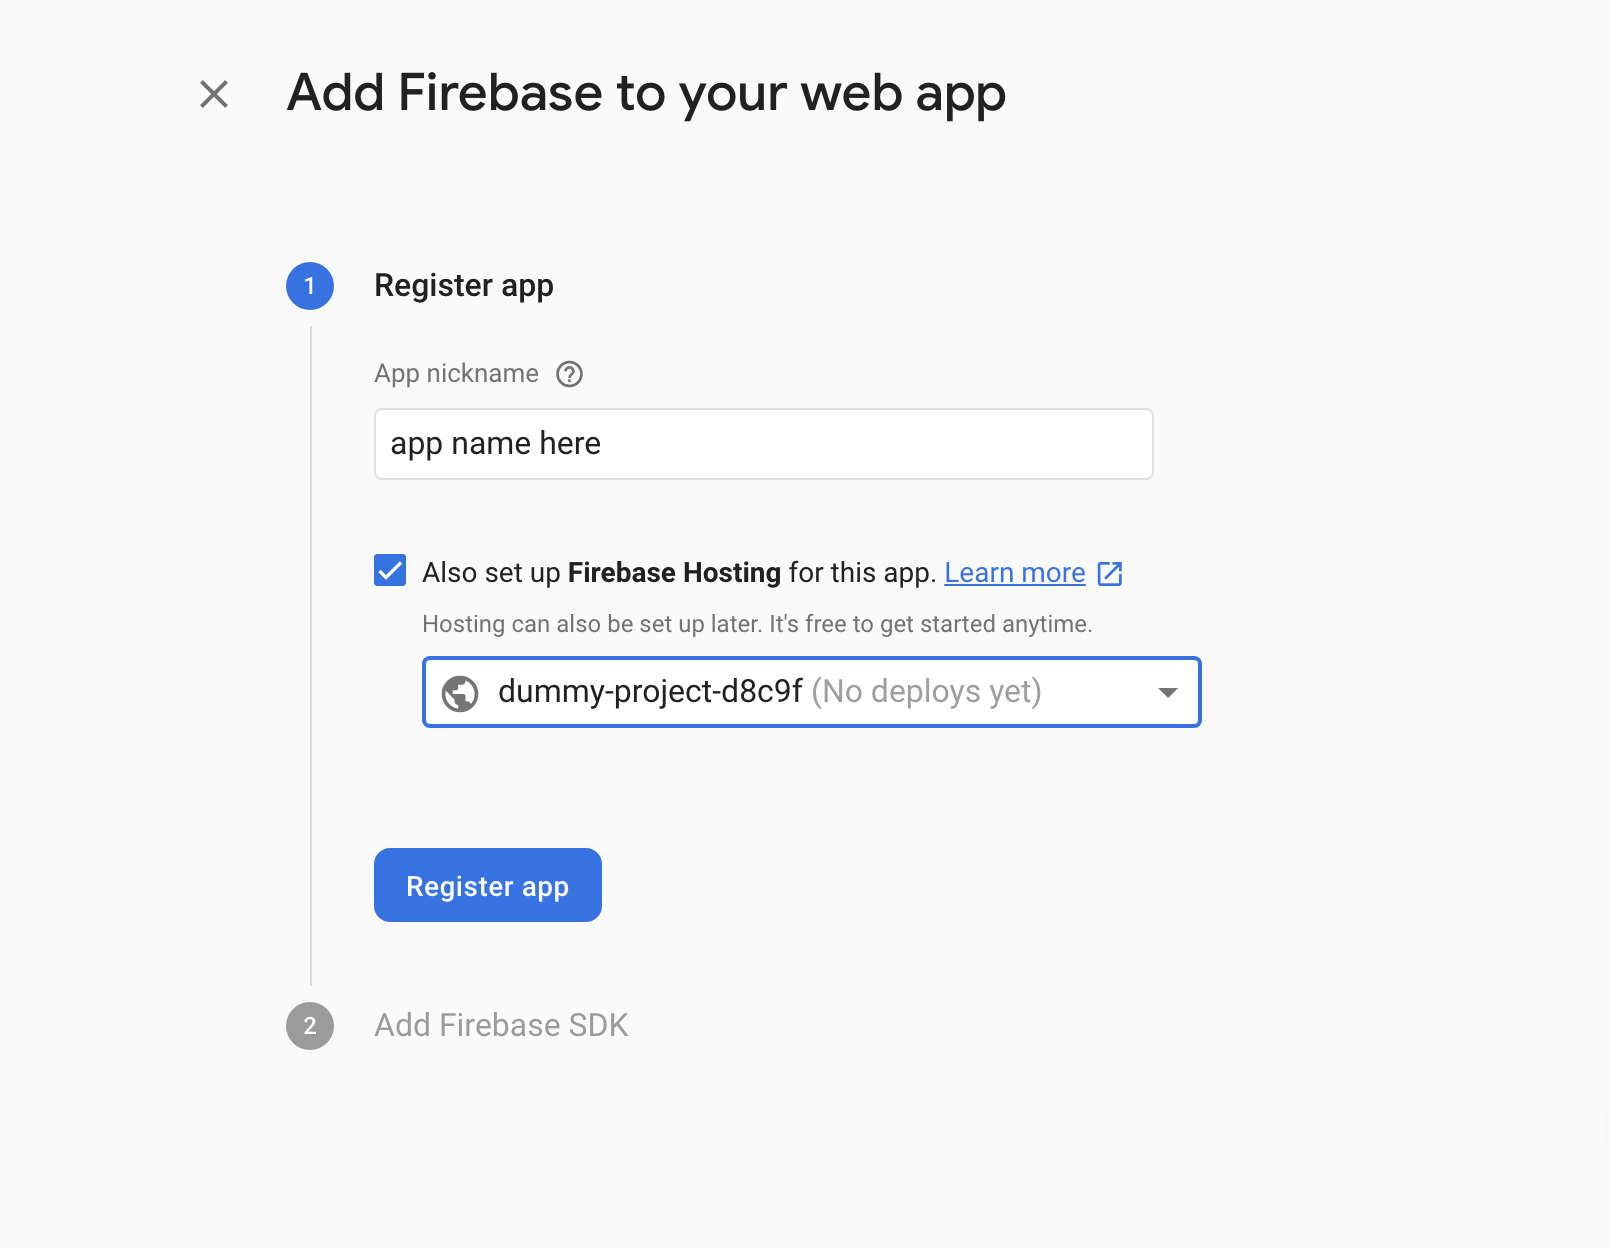 Add Firebase to your web app
1 Register app
App nickname
app name here
Also set up Firebase Hosting for this app. Learn more
Hosting can also be set up later. It's free to get started anytime.
dummy-project-d8c9f (No deploys yet)
Register app
2 Add Firebase SDK